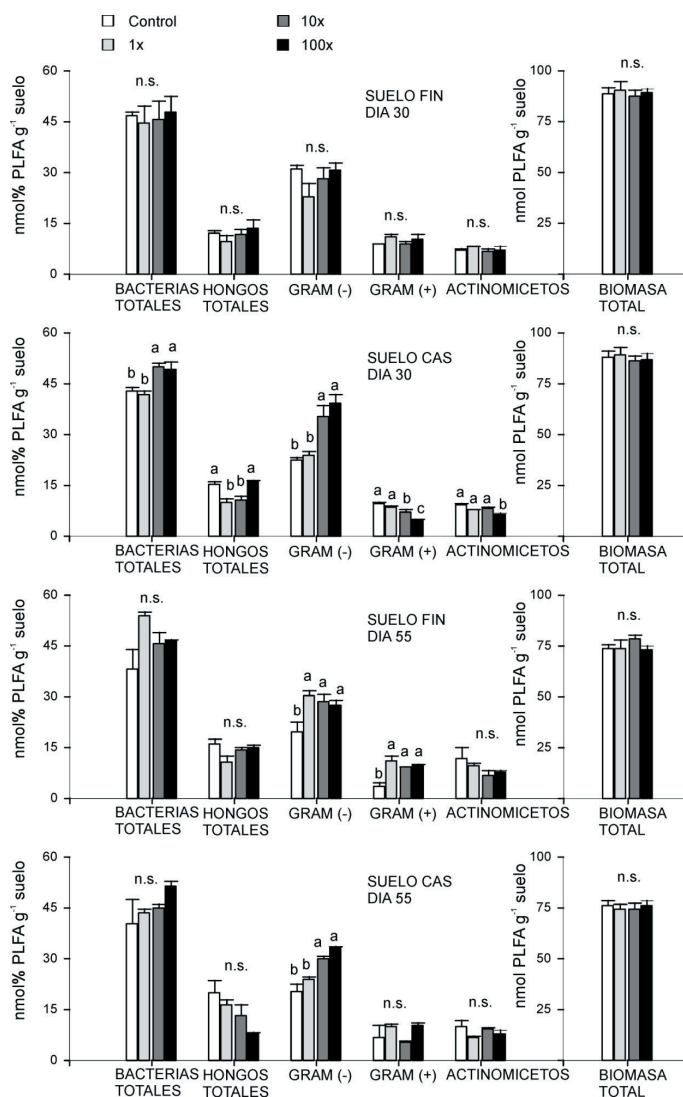 Control
10x
1x
100x
nmol% PLFA g-1 suelo
60
45
30
15
0
n.s.
n.s.
n.s.
n.s.
n.s.
SUELO FIN
DIA 30
BACTERIAS TOTALES
HONGOS TOTALES
GRAM (-)
GRAM (+)
ACTINOMICETOS
nmol PLFA g-1 suelo
100
75
50
25
n.s.
BIOMASA TOTAL
nmol% PLFA g-1 suelo
60
45
30
15
0
b b a a
a b b a
b b a a
a a b c
a a a b
SUELO CAS
DIA 30
BACTERIAS TOTALES
HONGOS TOTALES
GRAM (-)
GRAM (+)
ACTINOMICETOS
nmol PLFA g-1 suelo
100
75
50
25
n.s.
BIOMASA TOTAL
nmol% PLFA g-1 suelo
60
45
30
15
0
n.s.
n.s.
b a a a
b a a a
n.s.
SUELO FIN
DIA 55
BACTERIAS TOTALES
HONGOS TOTALES
GRAM (-)
GRAM (+)
ACTINOMICETOS
nmol PLFA g-1 suelo
100
75
50
25
n.s.
BIOMASA TOTAL
nmol% PLFA g-1 suelo
60
45
30
15
0
n.s.
n.s.
b b a a
n.s.
n.s.
SUELO CAS
DIA 55
BACTERIAS TOTALES
HONGOS TOTALES
GRAM (-)
GRAM (+)
ACTINOMICETOS
nmol PLFA g-1 suelo
100
75
50
25
n.s.
BIOMASA TOTAL